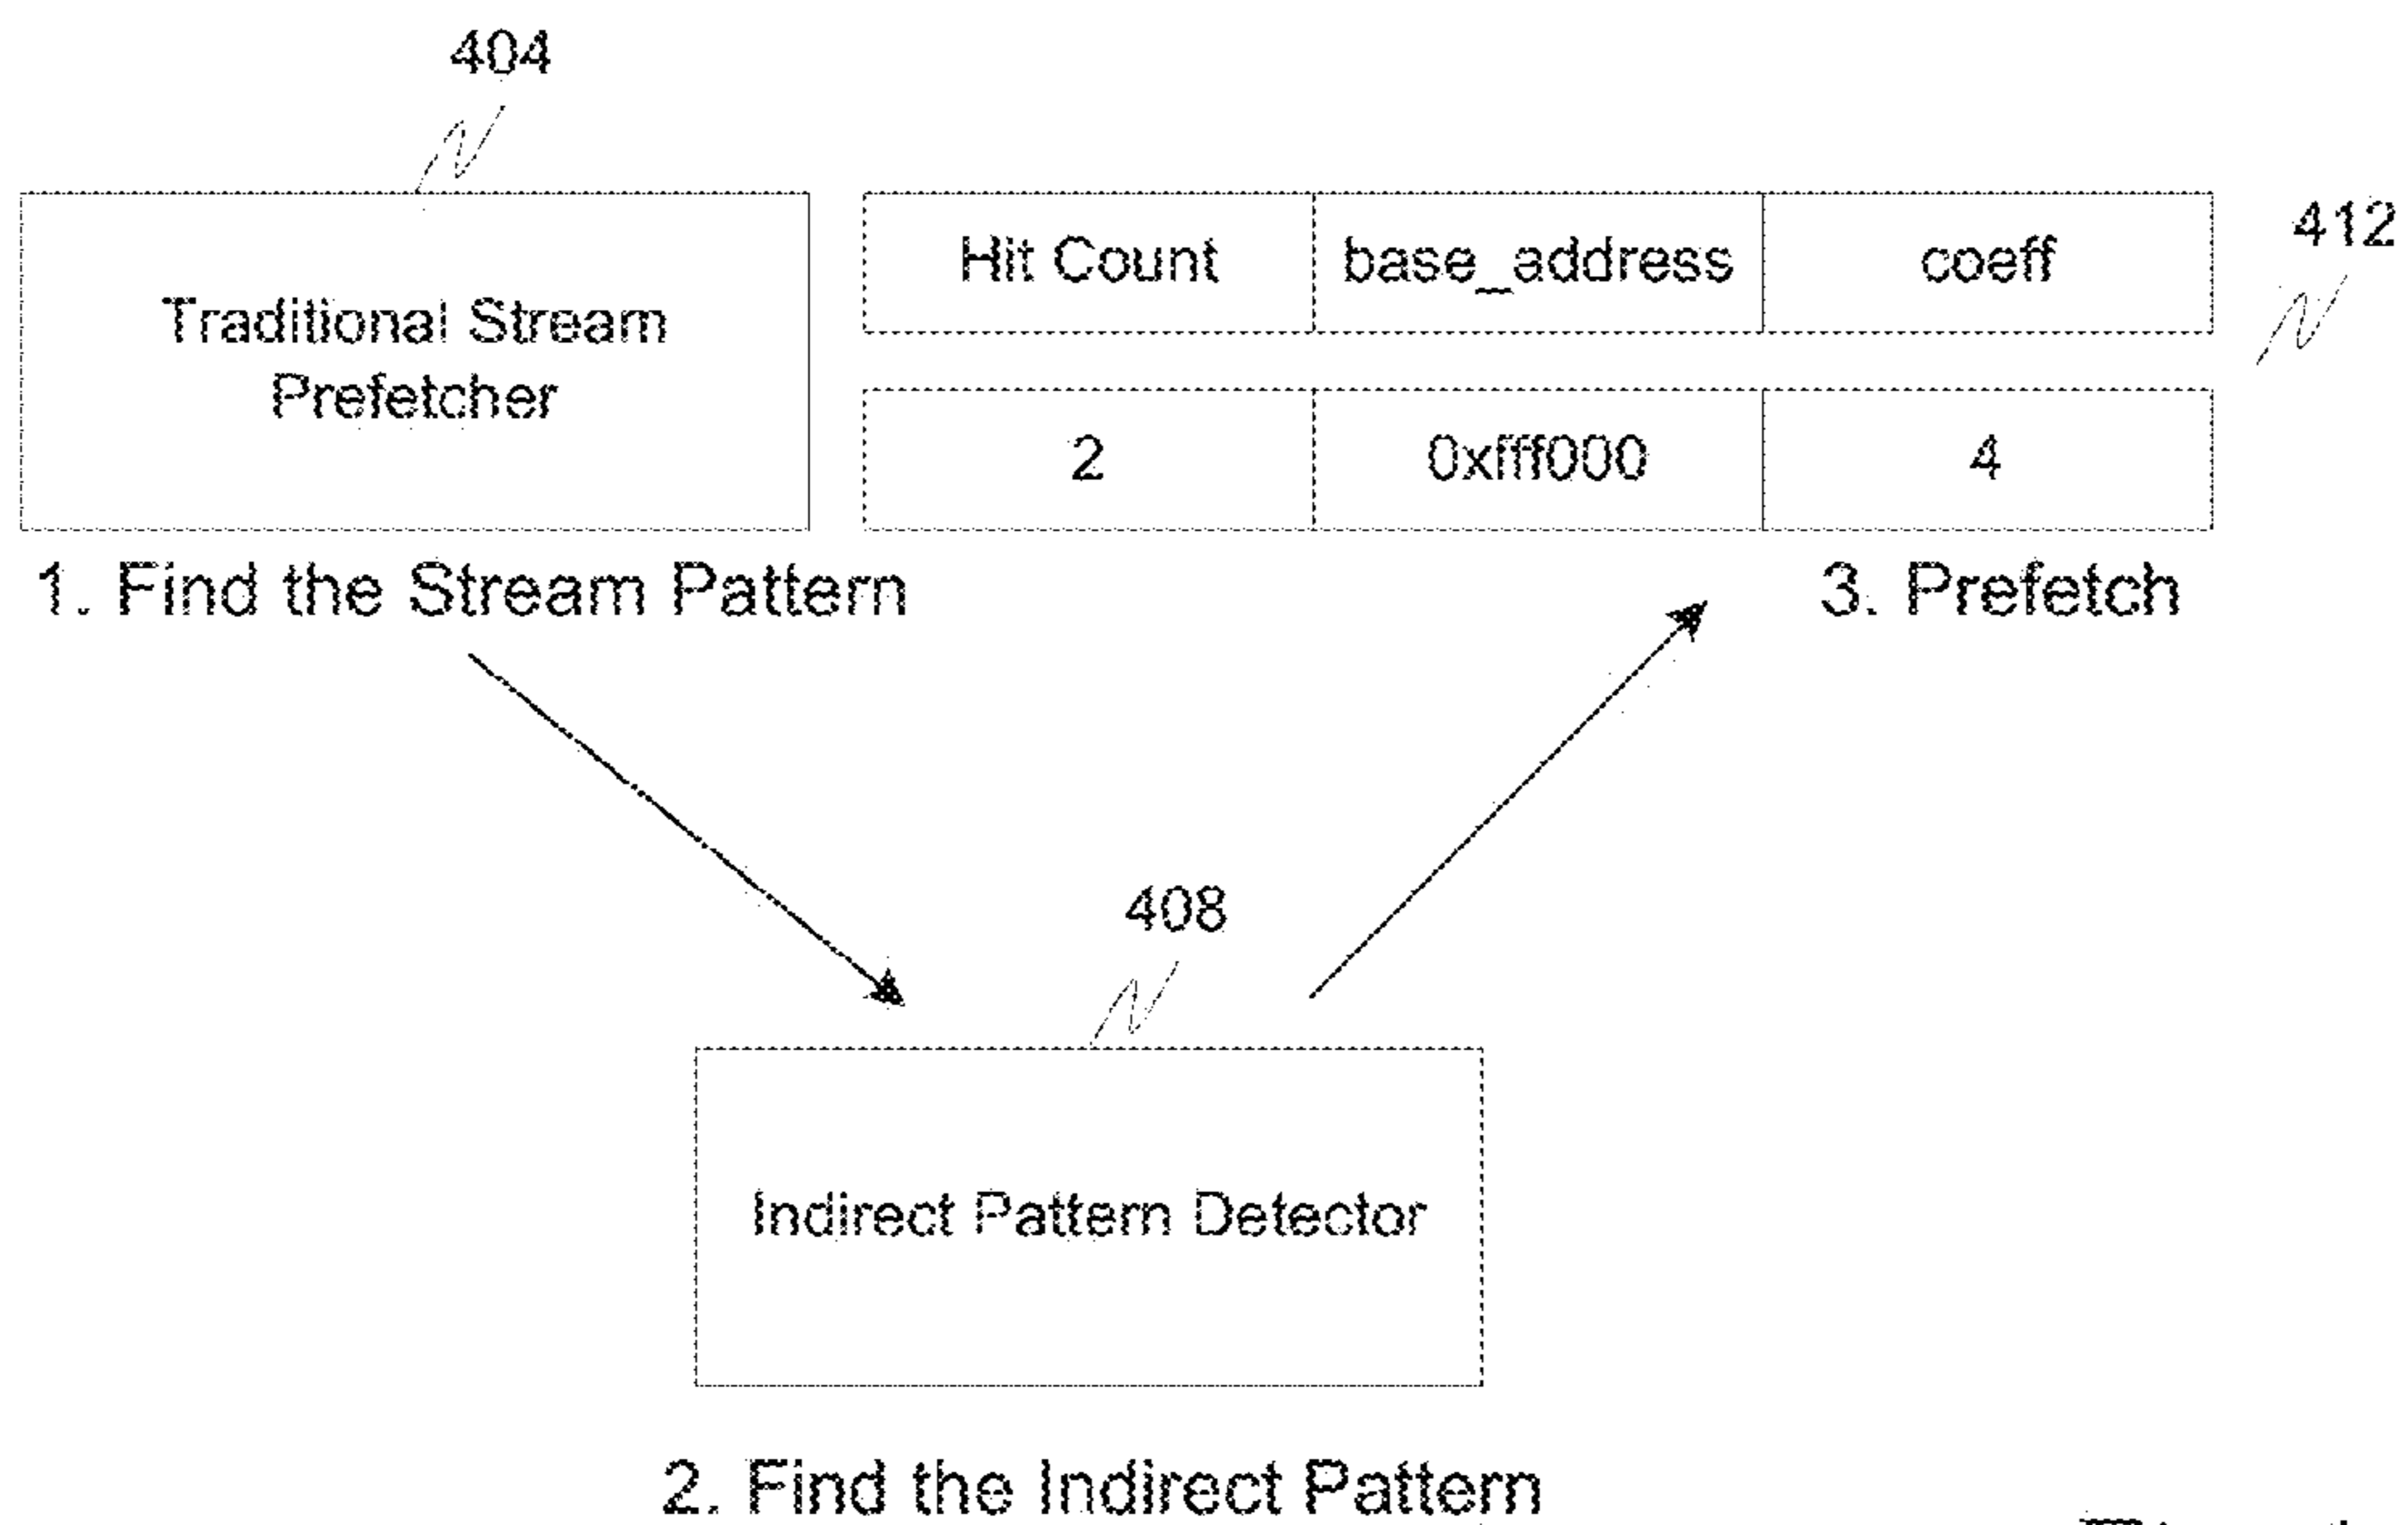 404
412
Hit Count base_address coeff
Traditional Stream
Prefetcher
2 0xfff000 4
1. Find the Stream Pattern
3. Prefetch
408
Indirect Pattern Detector
2. Find the Indirect Pattern